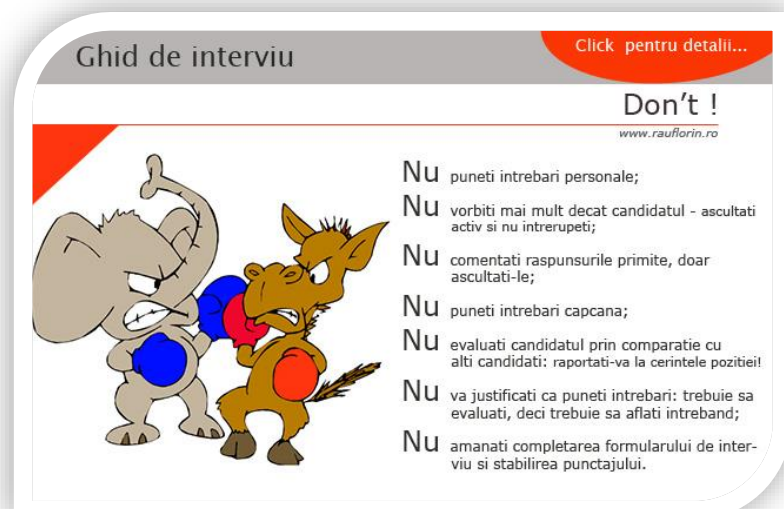 Ghid de interviu
Click pentru detalii...
Don't !
www.rauflorin.ro
Nu puneti intrebari personale;
Nu vorbiti mai mult decat candidatul - ascultati
activ si nu intrerupeti;
Nu comentati raspunsurile primite, doar
ascultati-le;
Nu puneti intrebari capcana;
Nu evaluati candidatul prin comparatie cu
alti candidati: raportati-va la cerintele pozitiei!
Nu va justificati ca puneti intrebari: trebuie sa
evaluati, deci trebuie sa aflati intreband;
Nu amanati completarea formularului de inter-
viu si stabilirea punctajului.